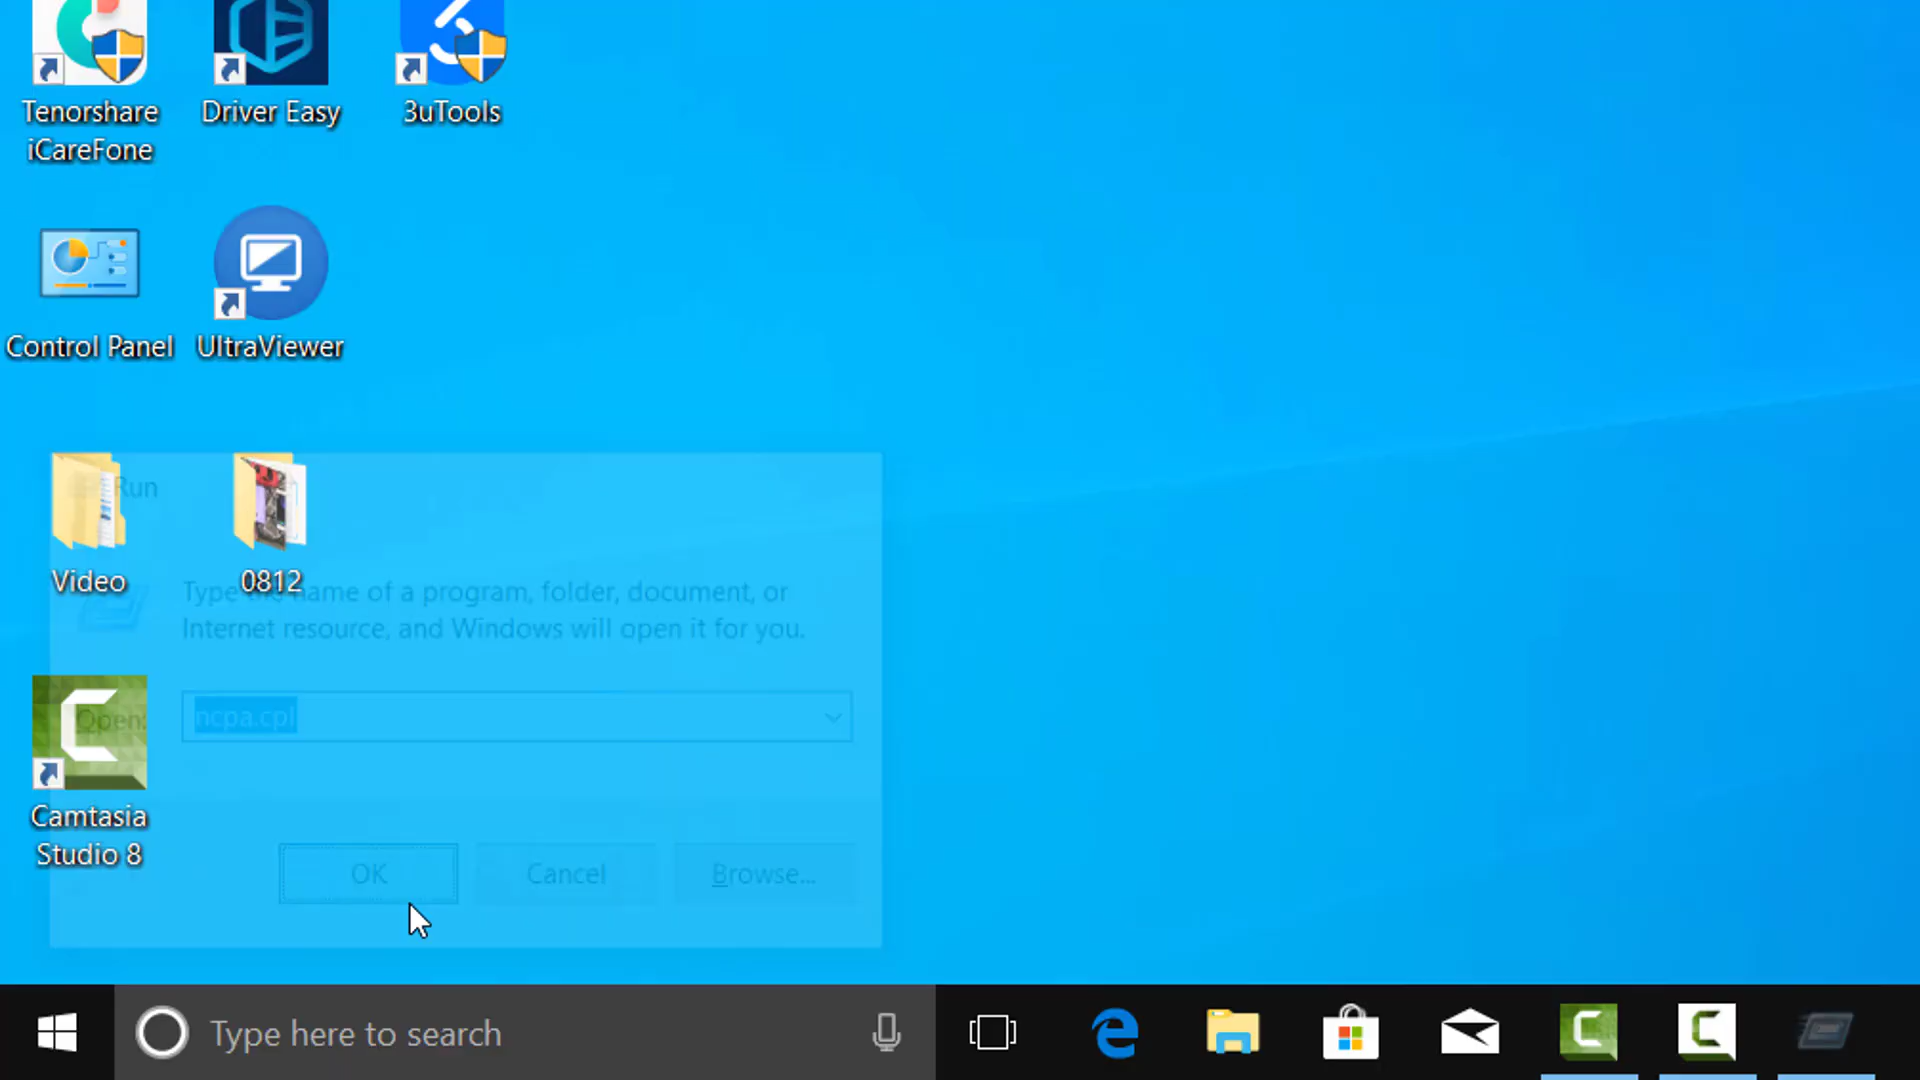 Tenorshare
iCareFone
Driver Easy
3uTools
Control Panel
UltraViewer
Run
Video
0812
Type the name of a program, folder, document, or
Internet resource, and Windows will open it for you.
Open:
ncpa.cpl
Camtasia
Studio 8
OK
Cancel
Browse...
Type here to search